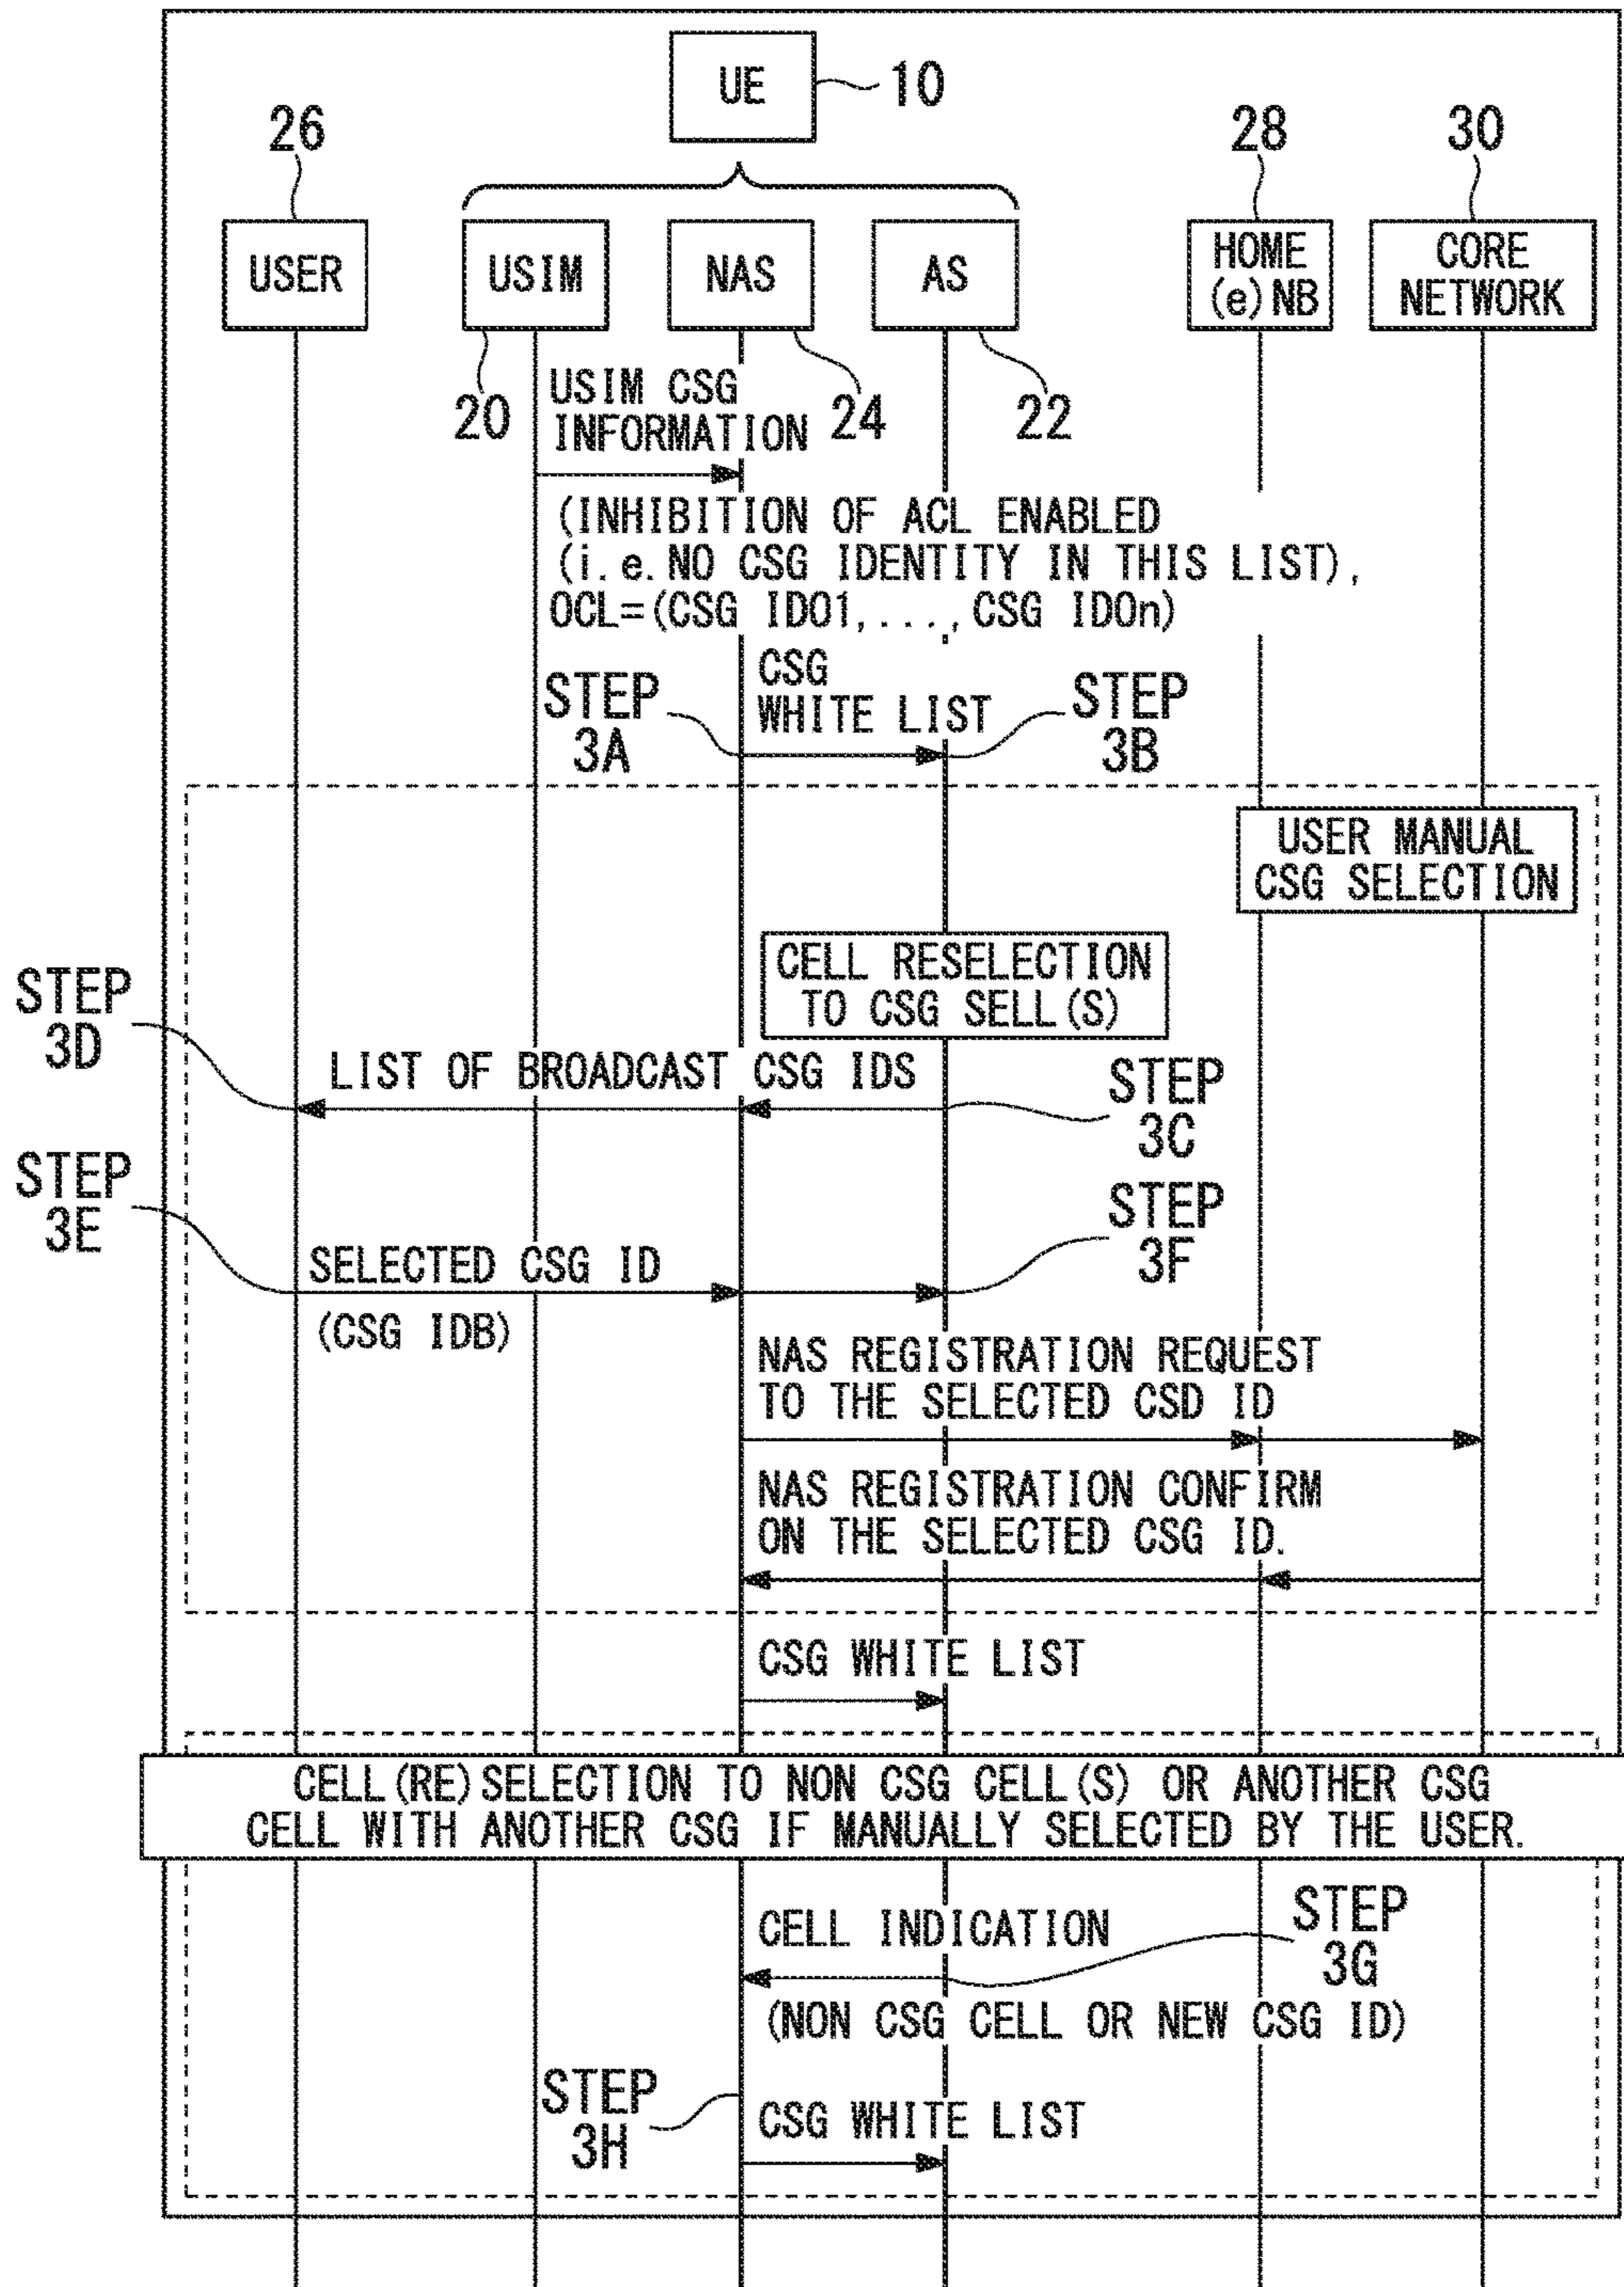 UE
10
26
28
30
USER
USIM
NAS
AS
HOME
(e)NB
CORE
NETWORK
20
24
22
USIM CSG
INFORMATION
(INHIBITION OF ACL ENABLED
(i.e.NO CSG IDENTITY IN THIS LIST),
OCL=(CSG ID01,...,CSG ID0n)
STEP
3A
CSG
WHITE LIST
STEP
3B
USER MANUAL
CSG SELECTION
CELL RESELECTION
TO CSG SELL(S)
STEP
3D
LIST OF BROADCAST CSG IDS
STEP
3C
STEP
3E
SELECTED CSG ID
(CSG IDB)
STEP
3F
NAS REGISTRATION REQUEST
TO THE SELECTED CSD ID
NAS REGISTRATION CONFIRM
ON THE SELECTED CSG ID.
CSG WHITE LIST
CELL(RE)SELECTION TO NON CSG CELL(S) OR ANOTHER CSG
CELL WITH ANOTHER CSG IF MANUALLY SELECTED BY THE USER.
CELL INDICATION
STEP
3G
(NON CSG CELL OR NEW CSG ID)
STEP
3H
CSG WHITE LIST